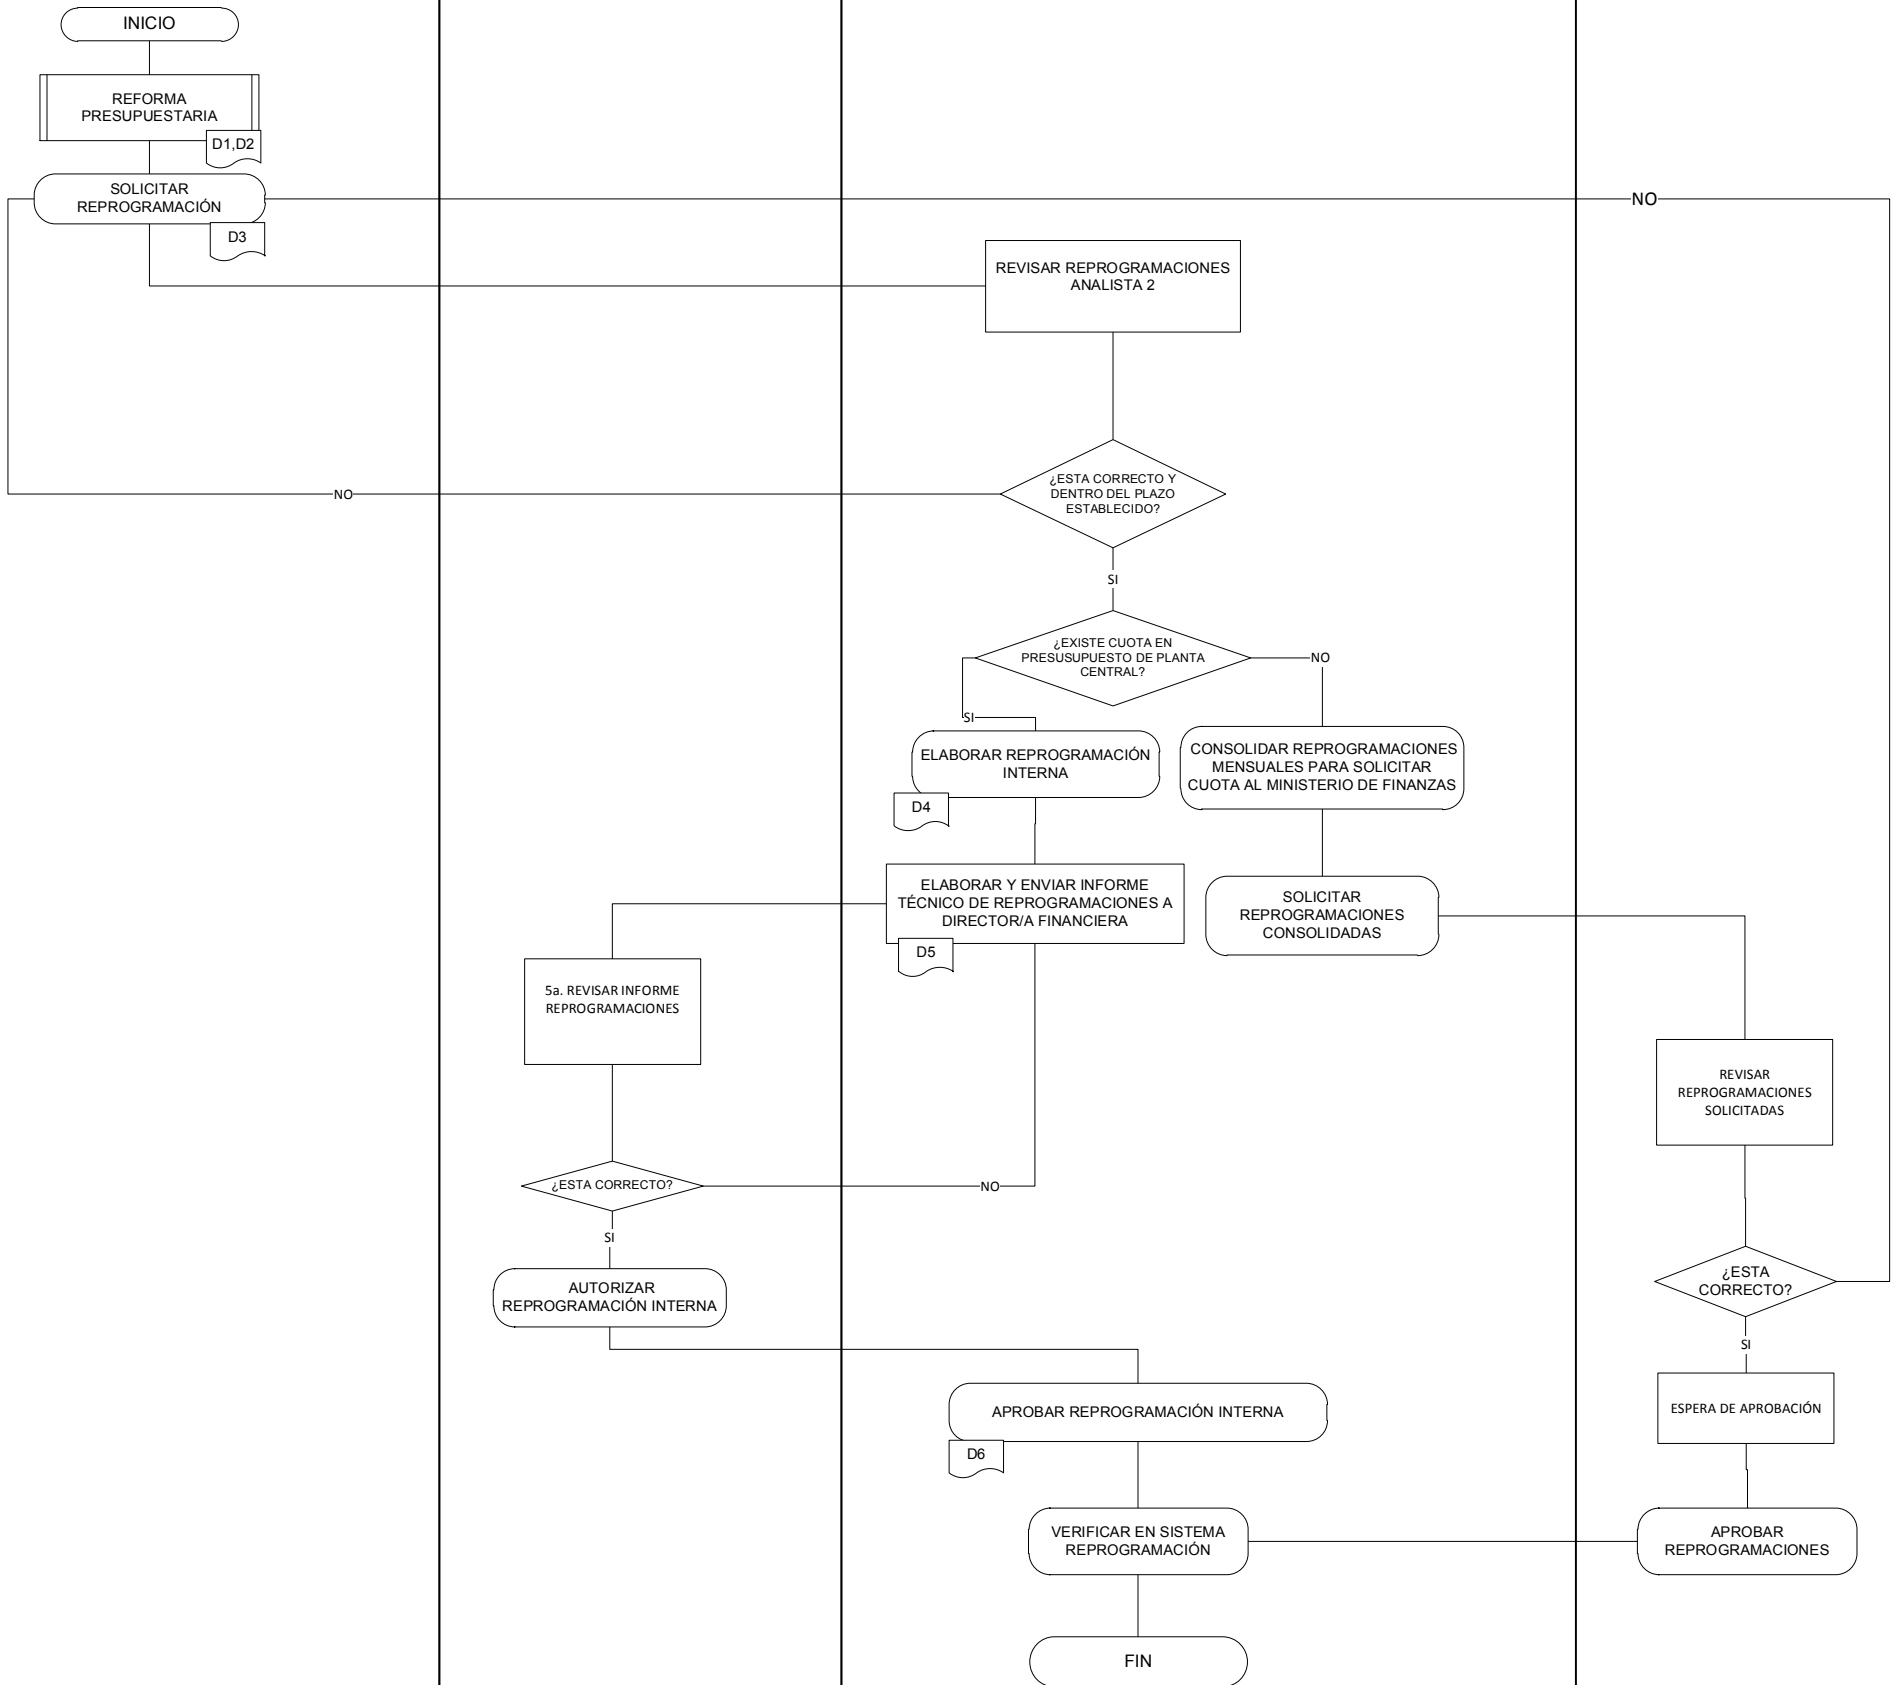 INICIO
REFORMA
PRESUPUESTARIA
D1,D2
SOLICITAR
REPROGRAMACIÓN
NO
D3
REVISAR REPROGRAMACIONES
ANALISTA 2
¿ESTA CORRECTO Y
DENTRO DEL PLAZO
ESTABLECIDO?
NO
SI
¿EXISTE CUOTA EN
PRESUSUPUESTO DE PLANTA
CENTRAL?
NO
SI
ELABORAR REPROGRAMACIÓN
INTERNA
D4
CONSOLIDAR REPROGRAMACIONES
MENSUALES PARA SOLICITAR
CUOTA AL MINISTERIO DE FINANZAS
ELABORAR Y ENVIAR INFORME
TÉCNICO DE REPROGRAMACIONES A
DIRECTOR/A FINANCIERA
D5
SOLICITAR
REPROGRAMACIONES
CONSOLIDADAS
5a. REVISAR INFORME
REPROGRAMACIONES
REVISAR
REPROGRAMACIONES
SOLICITADAS
¿ESTA CORRECTO?
NO
SI
AUTORIZAR
REPROGRAMACIÓN INTERNA
¿ESTA
CORRECTO?
SI
APROBAR REPROGRAMACIÓN INTERNA
D6
ESPERA DE APROBACIÓN
VERIFICAR EN SISTEMA
REPROGRAMACIÓN
APROBAR
REPROGRAMACIONES
FIN